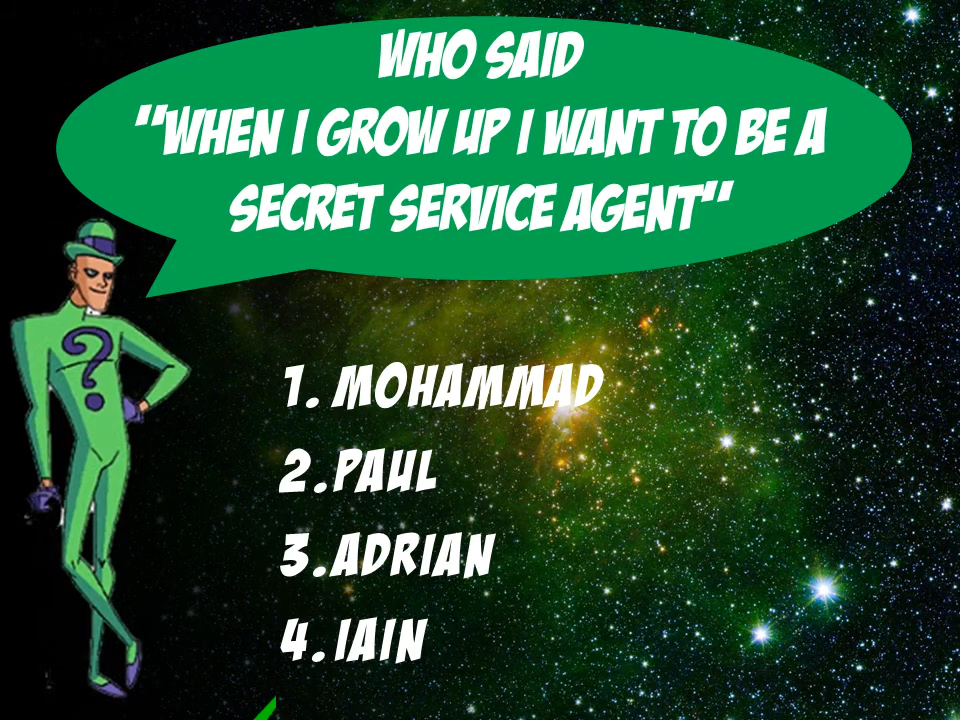 WHO SAID
"WHEN I GROW UP I WANT TO BE A
SECRET SERVICE AGENT"
?
1. MOHAMMAD
2. PAUL
3. ADRIAN
4. IAIN